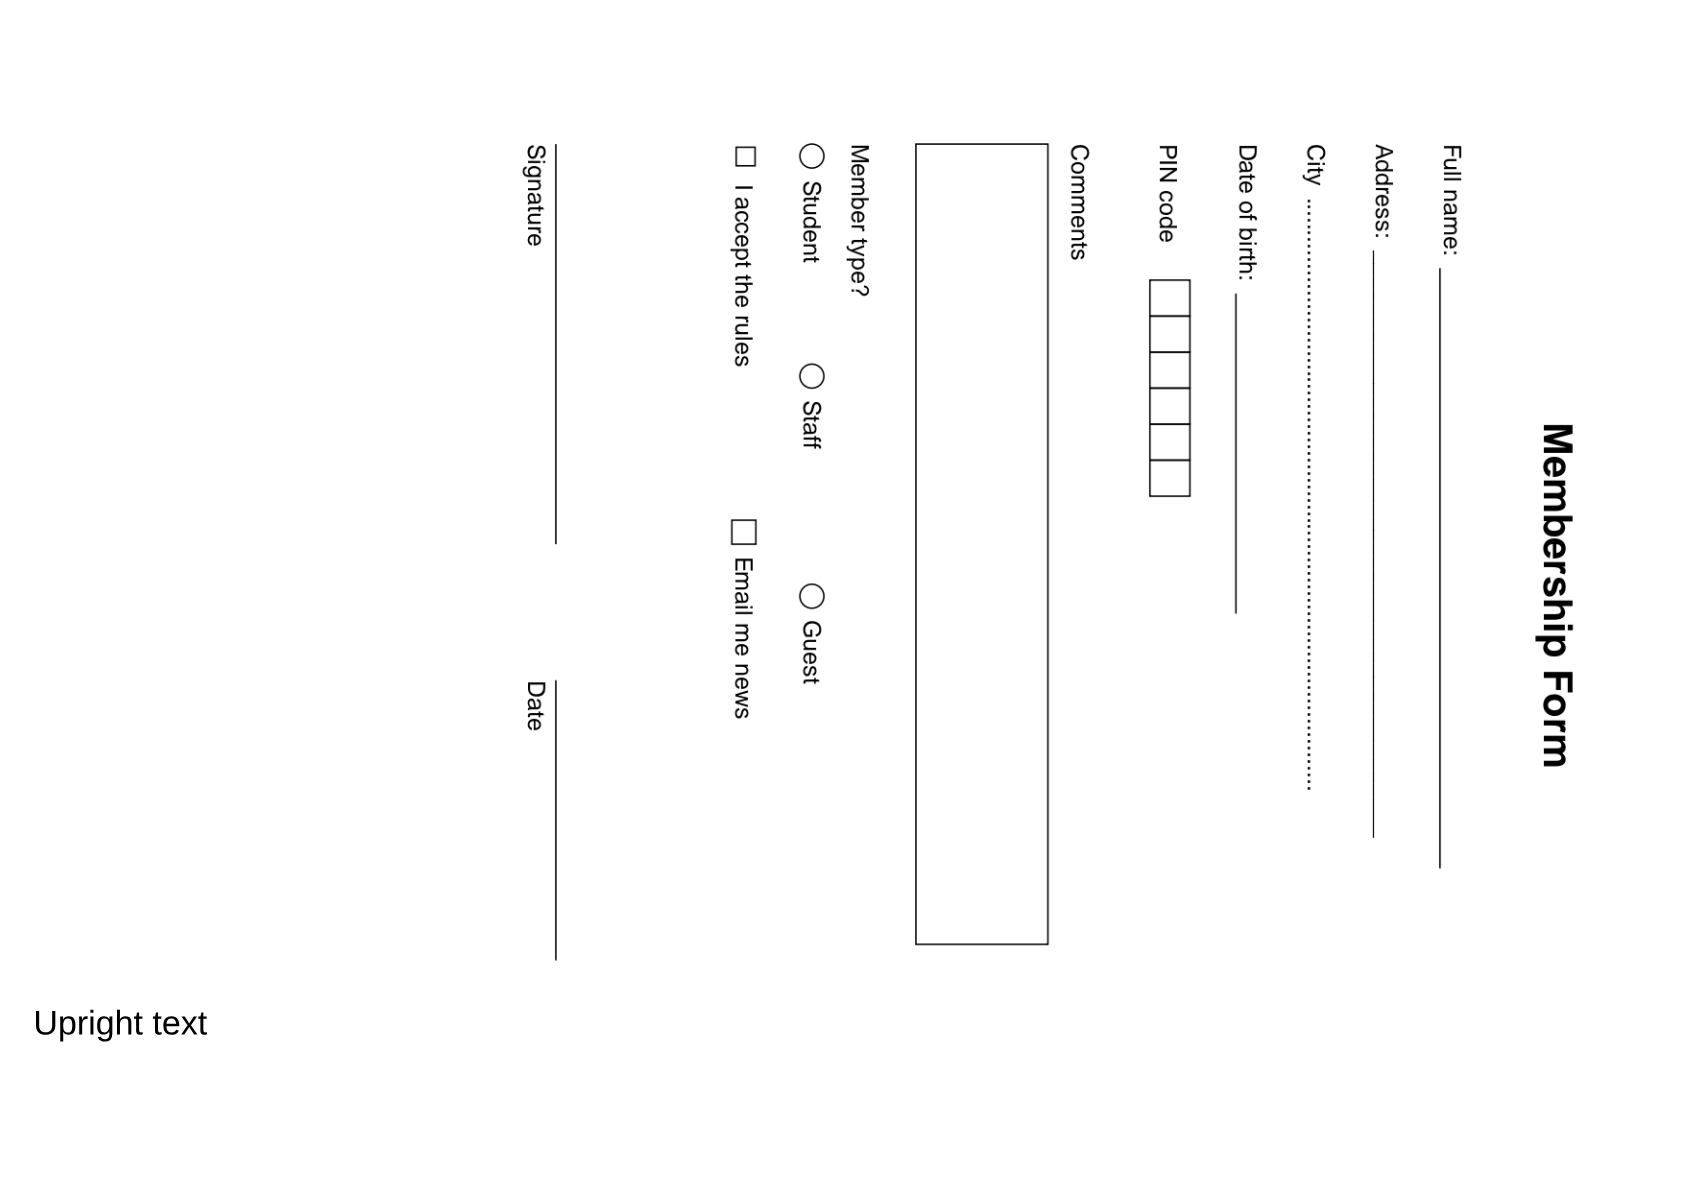 Membership Form
Full name:
Address:
City
Date of birth:
PIN code
Comments
Member type?
Student Staff Guest
I accept the rules Email me news
Signature Date
Upright text